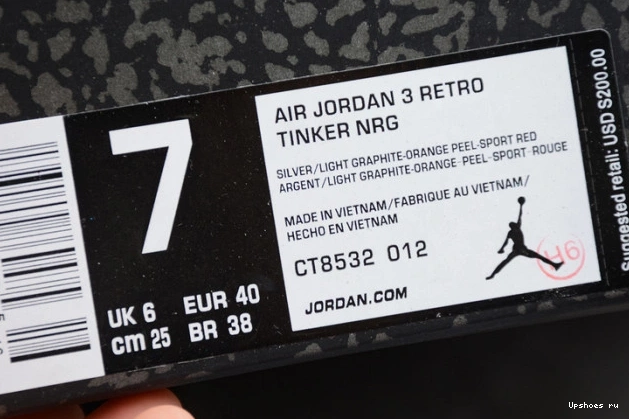 7
UK 6 EUR 40
cm 25 BR 38
AIR JORDAN 3 RETRO
TINKER NRG
SILVER/LIGHT GRAPHITE-ORANGE PEEL-SPORT RED
ARGENT/LIGHT GRAPHITE-ORANGE-PEEL-SPORT-ROUGE
MADE IN VIETNAM/FABRIQUE AU VIETNAM/
HECHO EN VIETNAM
CT8532 012
JORDAN.COM
Suggested retail: USD $200.00
Upshoes ru